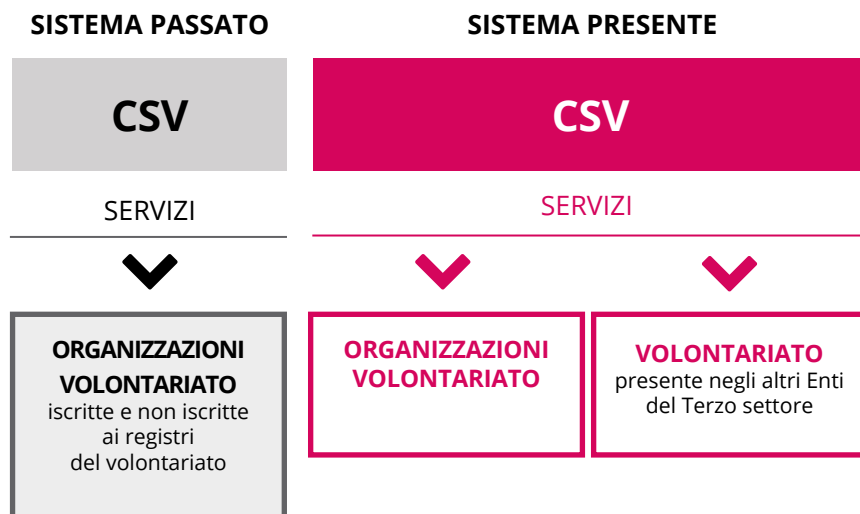 SISTEMA PASSATO
CSV
SERVIZI
ORGANIZZAZIONI
VOLONTARIATO
iscritte e non iscritte
ai registri
del volontariato
SISTEMA PRESENTE
CSV
SERVIZI
ORGANIZZAZIONI
VOLONTARIATO
VOLONTARIATO
presente negli altri Enti
del Terzo settore